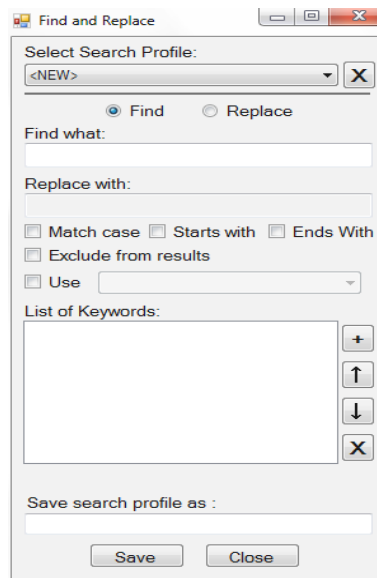 Find and Replace
Select Search Profile:
<NEW> X
Find Replace
Find what:
Replace with:
Match case Starts with Ends With
Exclude from results
Use
List of Keywords:
+
↑
↓
X
Save search profile as :
Save Close